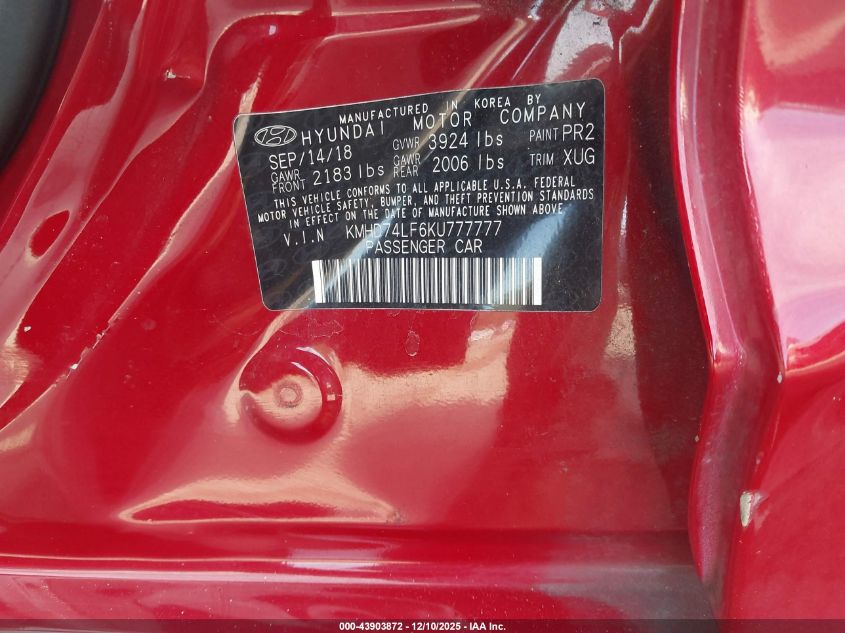 MANUFACTURED IN KOREA BY
HYUNDAI MOTOR COMPANY
SEP/14/18 GVWR 3924 lbs PAINT PR2
GAWR FRONT 2183 lbs GAWR REAR 2006 lbs TRIM XUG
THIS VEHICLE CONFORMS TO ALL APPLICABLE U.S.A. FEDERAL
MOTOR VEHICLE SAFETY, BUMPER, AND THEFT PREVENTION STANDARDS
IN EFFECT ON THE DATE OF MANUFACTURE SHOWN ABOVE.
V.I.N KMHD74LF6KU777777
PASSENGER CAR
000-43903872 - 12/10/2025 - IAA Inc.